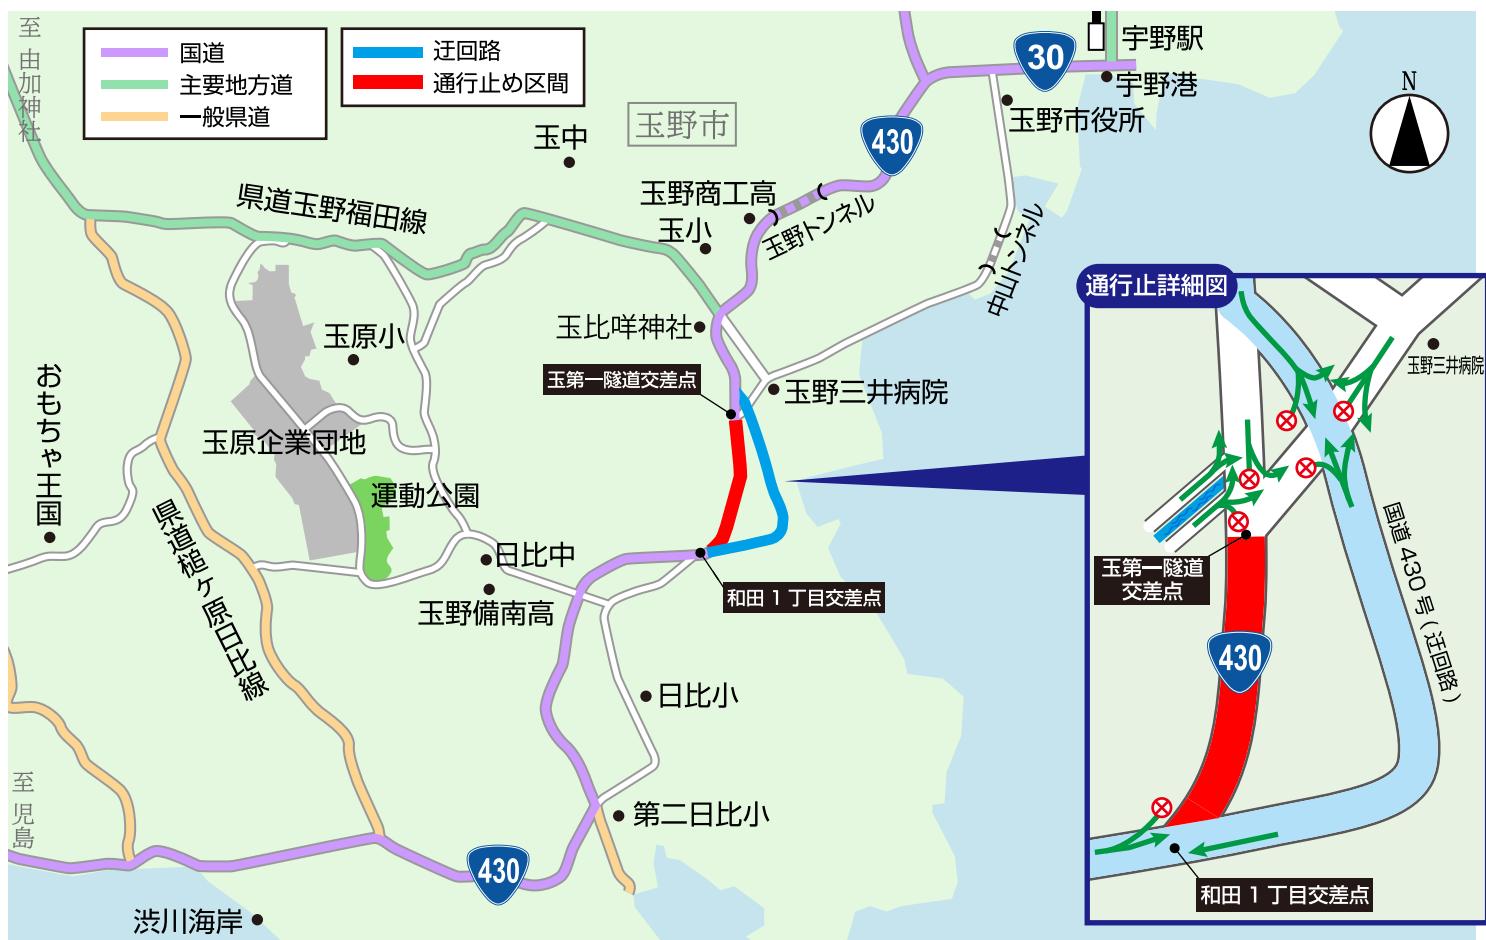 至
由
加
神
社
国道
主要地方道
一般県道
迂回路
通行止め区間
30
宇野駅
宇野港
玉野市役所
N
玉野市
玉中
430
県道玉野福田線
玉野商工高
玉小
玉野トンネル
中山トンネル
玉比咩神社
玉原小
玉第一隧道交差点
玉野三井病院
おもちゃ王国
玉原企業団地
運動公園
県道槌ヶ原日比線
日比中
玉野備南高
和田 1 丁目交差点
日比小
第二日比小
至
児
島
430
渋川海岸
通行止詳細図
玉野三井病院
国道 430 号 ( 迂回路 )
玉第一隧道
交差点
430
和田 1 丁目交差点